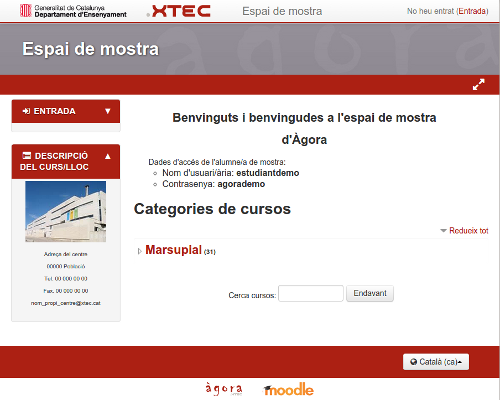 Generalitat de Catalunya
Departament d'Ensenyament
XTEC
Espai de mostra
No heu entrat (Entrada)
Espai de mostra
agora
ENTRADA
DESCRIPCIÓ DEL CURS/LLOC
Adreça del centre
00000 Població
Tel. 00 000 00 00
Fax. 00 000 00 00
nom_propi_centre@xtec.cat
Benvinguts i benvingudes a l'espai de mostra
d'Àgora
Dades d'accés de l'alumne/a de mostra:
Nom d'usuari/ària: estudiantdemo
Contrasenya: agorademo
Categories de cursos
Redueix tot
Marsupial (31)
Cerca cursos:
Endavant
Català (ca)
àgora
moodle